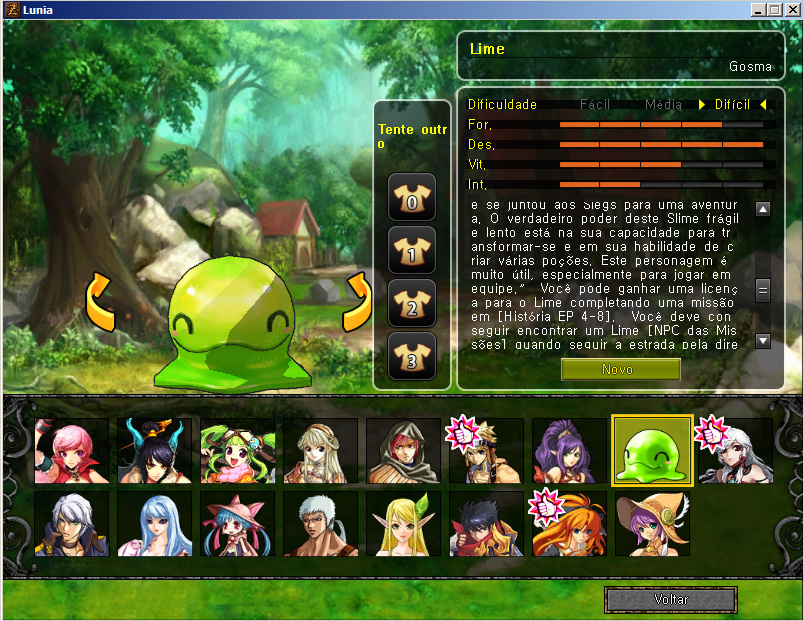 Lunia
Lime
Gosma
Tente outr
o
0
1
2
3
Dificuldade Fácil Média Difícil
For.
Des.
Vit.
Int.
e se juntou aos Siegs para uma aventur
a. O verdadeiro poder deste Slime frágil
e lento está na sua capacidade para tr
ansformar-se e em sua habilidade de c
riar várias poções. Este personagem é
muito útil, especialmente para jogar em
equipe." Você pode ganhar uma licenç
a para o Lime completando uma missão
em [História EP 4-8]. Você deve con
seguir encontrar um Lime [NPC das Mis
sões] quando seguir a estrada pela dire
Novo
Voltar